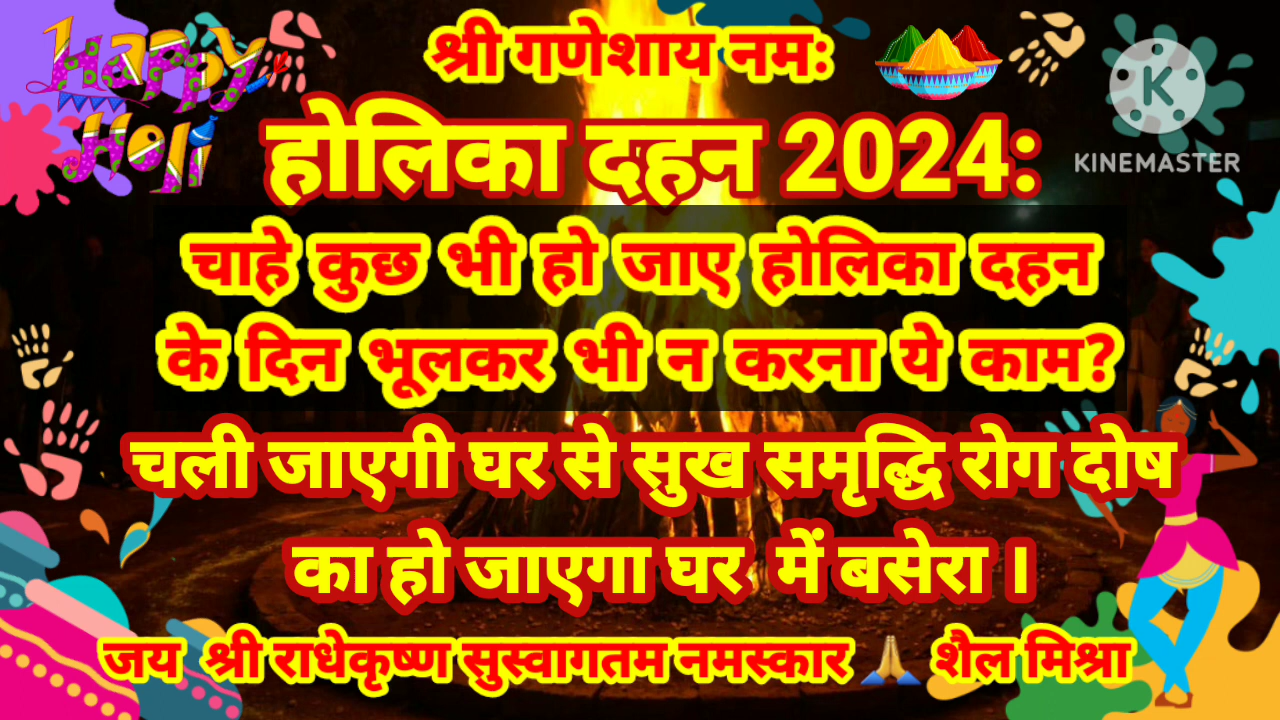 Happy Holi
श्री गणेशाय नमः
K
KINEMASTER
होलिका दहन 2024:
चाहे कुछ भी हो जाए होलिका दहन
के दिन भूलकर भी न करना ये काम?
चली जाएगी घर से सुख समृद्धि रोग दोष
का हो जाएगा घर में बसेरा ।
जय श्री राधेकृष्ण सुस्वागतम नमस्कार 🙏 शैल मिश्रा